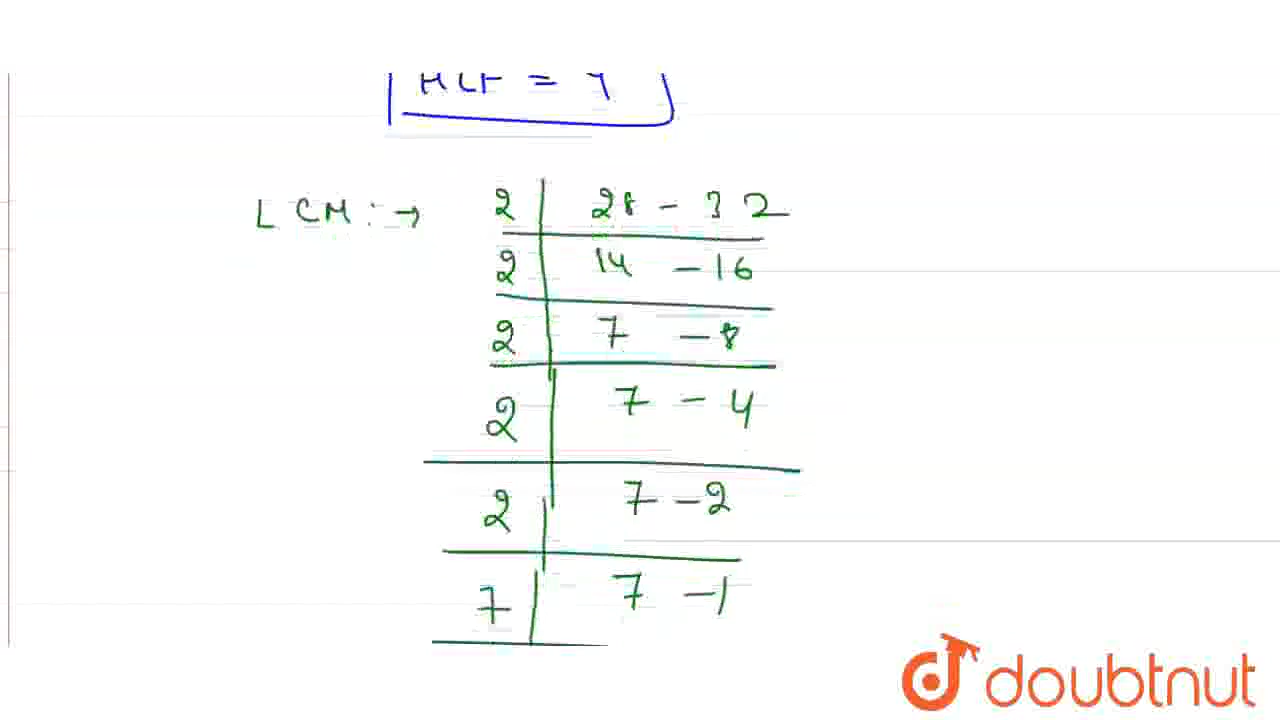 HCF = 4
LCM :→ 2 | 28 - 32
2 | 14 - 16
2 | 7 - 8
2 | 7 - 4
2 | 7 - 2
7 | 7 - 1
doubtnut